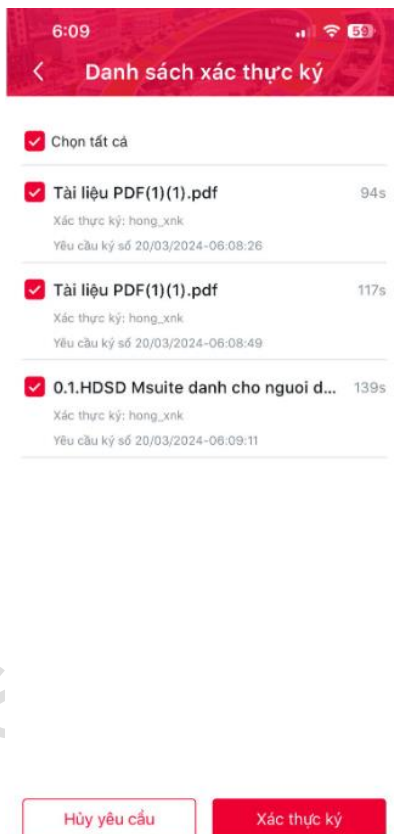 6:09
59
Danh sách xác thực ký
Chọn tất cả
Tài liệu PDF(1)(1).pdf 94s
Xác thực ký: hong_xnk
Yêu cầu ký số 20/03/2024-06:08:26
Tài liệu PDF(1)(1).pdf 117s
Xác thực ký: hong_xnk
Yêu cầu ký số 20/03/2024-06:08:49
0.1.HDSD Msuite danh cho nguoi d... 139s
Xác thực ký: hong_xnk
Yêu cầu ký số 20/03/2024-06:09:11
Hủy yêu cầu
Xác thực ký